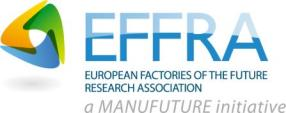 EFFRA
EUROPEAN FACTORIES OF THE FUTURE
RESEARCH ASSOCIATION
a MANUFUTURE initiative